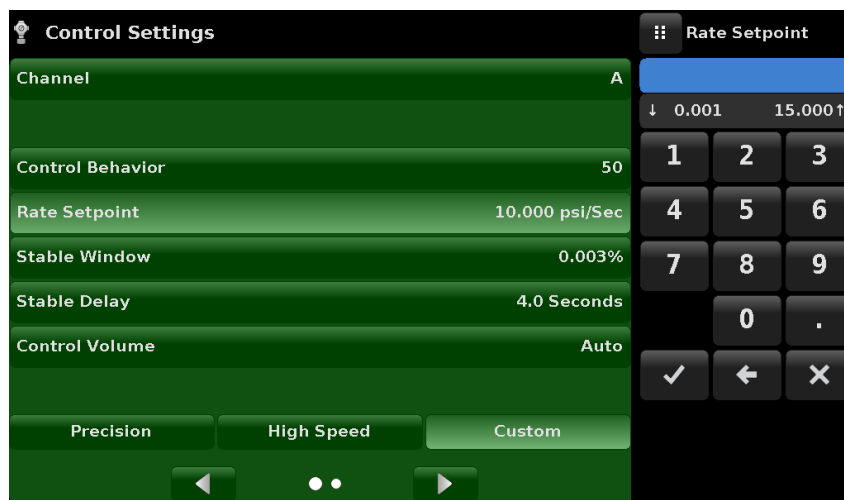 Control Settings
Rate Setpoint
Channel A
↓ 0.001 15.000↑
Control Behavior 50
Rate Setpoint 10.000 psi/Sec
Stable Window 0.003%
Stable Delay 4.0 Seconds
Control Volume Auto
Precision High Speed Custom
1 2 3
4 5 6
7 8 9
0 .